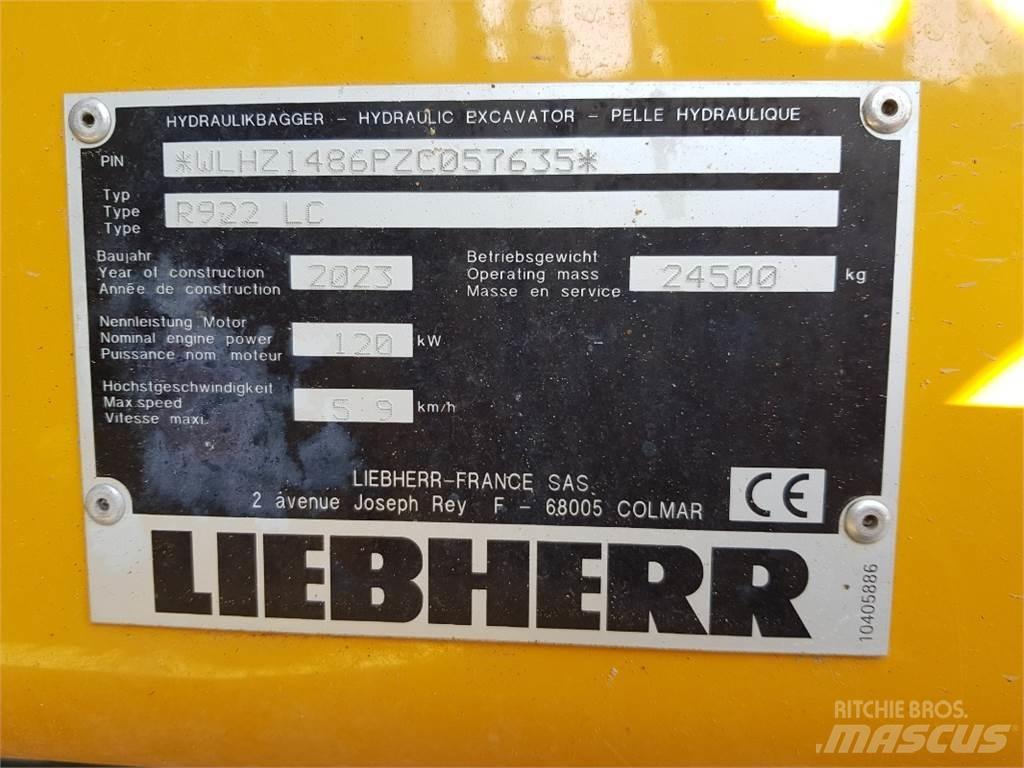 HYDRAULIKBAGGER - HYDRAULIC EXCAVATOR - PELLE HYDRAULIQUE
PIN *WLHZ1486PZC057635*
Typ
Type
Type
R922 LC
Baujahr
Year of construction
Année de construction
2023
Betriebsgewicht
Operating mass
Masse en service
24500 kg
Nennleistung Motor
Nominal engine power
Puissance nom moteur
120 kW
Höchstgeschwindigkeit
Max.speed
Vitesse maxi.
5.9 km/h
LIEBHERR-FRANCE SAS
2 avenue Joseph Rey F - 68005 COLMAR
CE
LIEBHERR
10405886
RITCHIE BROS.
MASCUS